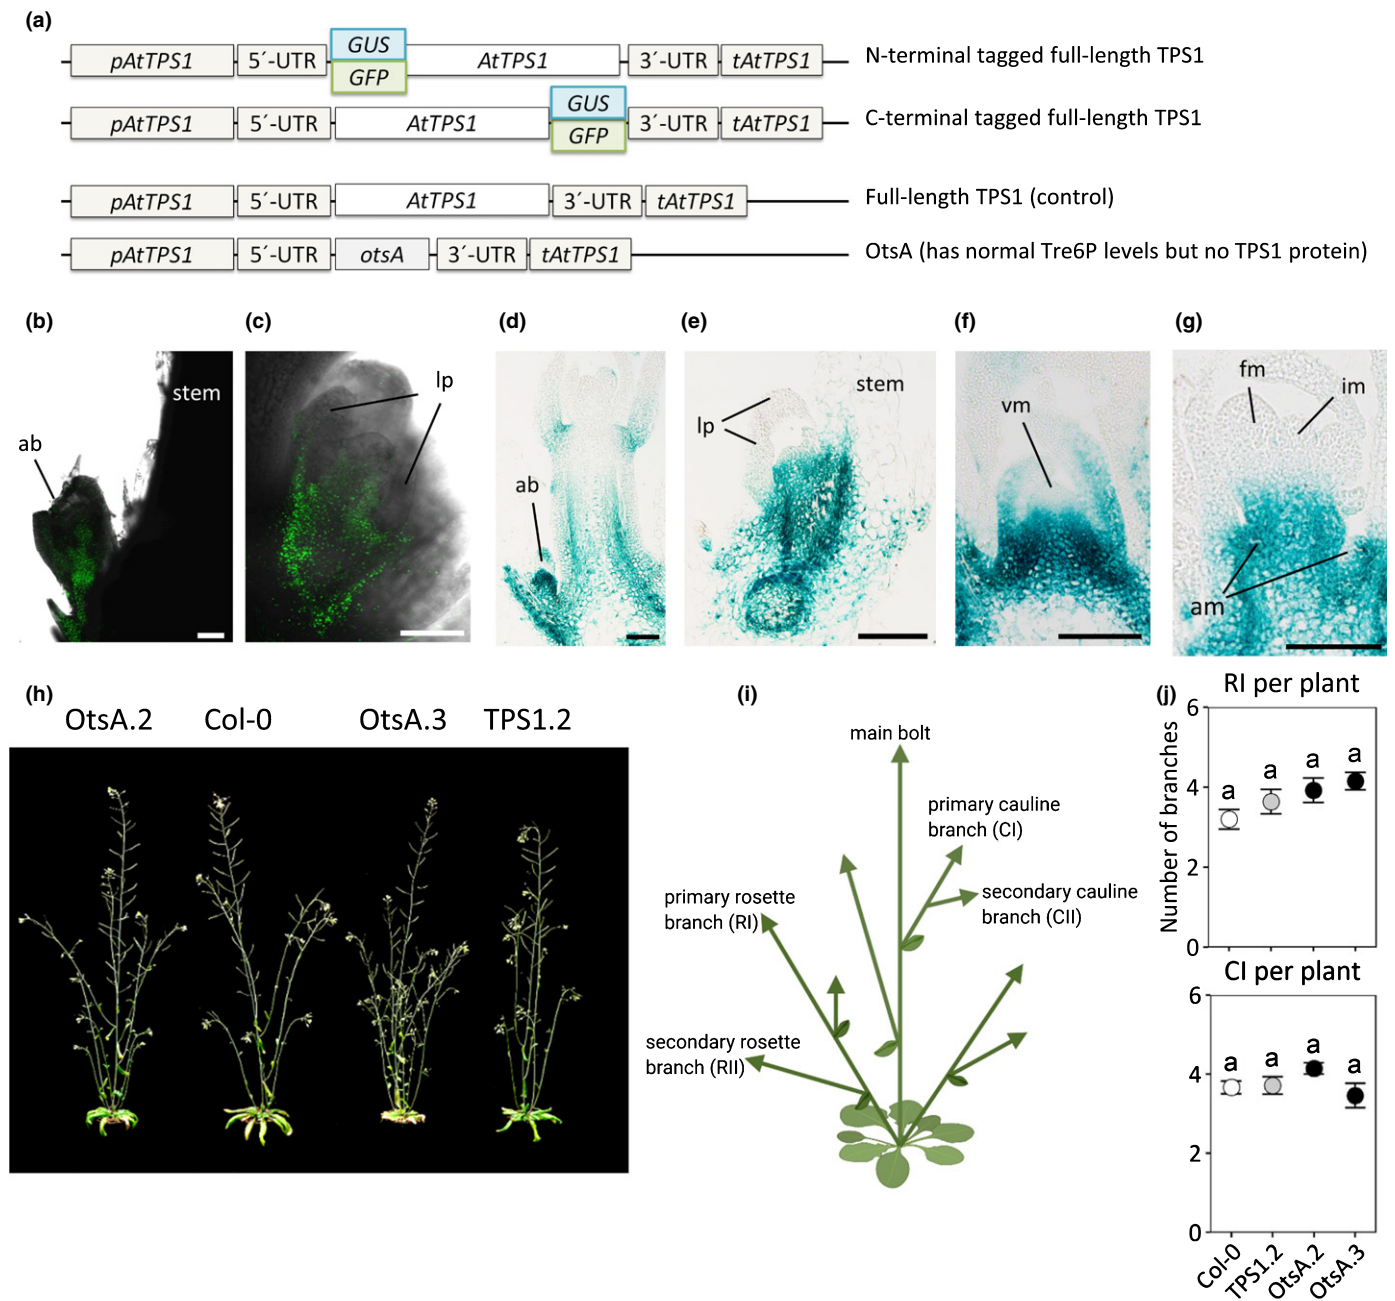 (a)
pAtTPS1 5´-UTR GUS GFP AtTPS1 3´-UTR tAtTPS1 N-terminal tagged full-length TPS1
pAtTPS1 5´-UTR AtTPS1 GUS GFP 3´-UTR tAtTPS1 C-terminal tagged full-length TPS1
pAtTPS1 5´-UTR AtTPS1 3´-UTR tAtTPS1 Full-length TPS1 (control)
pAtTPS1 5´-UTR otsA 3´-UTR tAtTPS1 OtsA (has normal Tre6P levels but no TPS1 protein)
(b)
stem
ab
(c)
lp
(d)
ab
(e)
stem
lp
(f)
vm
(g)
fm
im
am
(h)
OtsA.2 Col-0 OtsA.3 TPS1.2
(i)
main bolt
primary cauline
branch (CI)
secondary cauline
branch (CII)
primary rosette
branch (RI)
secondary rosette
branch (RII)
(j)
RI per plant
Number of branches
6
4
2
0
a a a a
CI per plant
6
4
2
0
a a a a
Col-0 TPS1.2 OtsA.2 OtsA.3